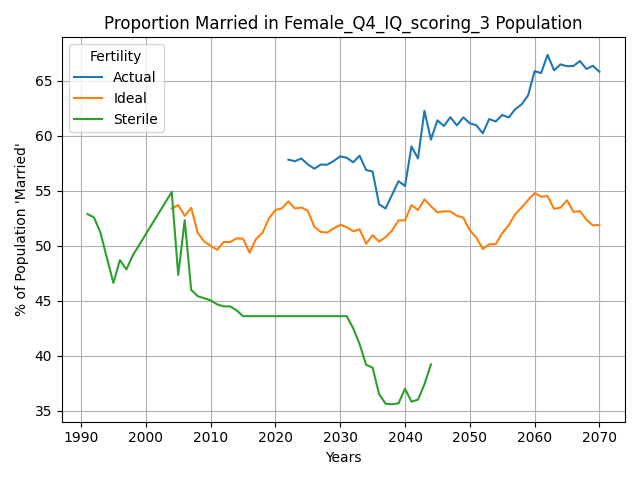 Proportion Married in Female_Q4_IQ_scoring_3 Population
Fertility
Actual
Ideal
Sterile
% of Population 'Married'
65
60
55
50
45
40
35
1990 2000 2010 2020 2030 2040 2050 2060 2070
Years